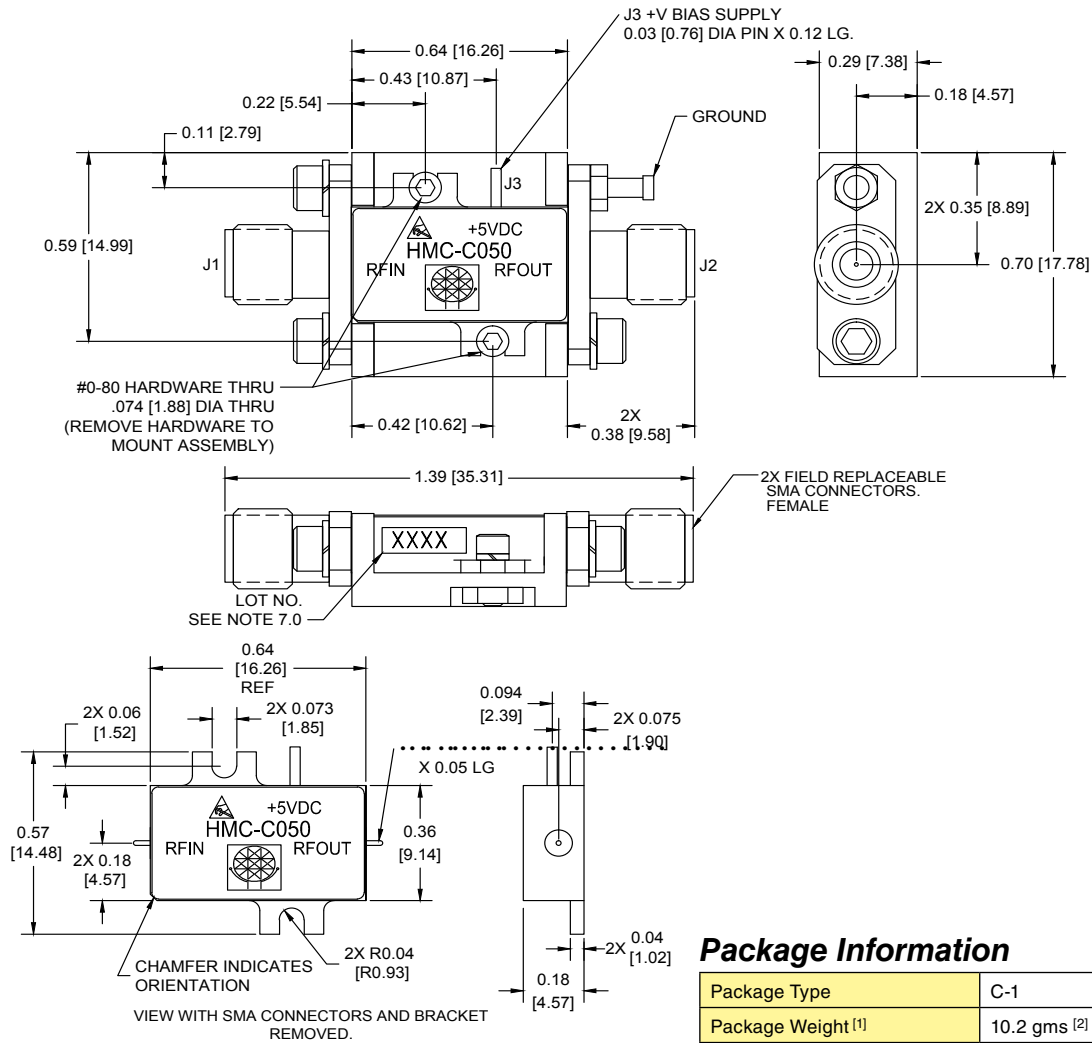 J3 +V BIAS SUPPLY
0.03 [0.76] DIA PIN X 0.12 LG.
0.64 [16.26]
0.43 [10.87]
0.22 [5.54]
0.11 [2.79]
GROUND
0.29 [7.38]
0.18 [4.57]
J3
+5VDC
HMC-C050
RFIN
RFOUT
J1
J2
0.59 [14.99]
2X 0.35 [8.89]
0.70 [17.78]
#0-80 HARDWARE THRU
.074 [1.88] DIA THRU
(REMOVE HARDWARE TO
MOUNT ASSEMBLY)
0.42 [10.62]
2X
0.38 [9.58]
1.39 [35.31]
2X FIELD REPLACEABLE
SMA CONNECTORS.
FEMALE
XXXX
LOT NO.
SEE NOTE 7.0
0.64
[16.26]
REF
2X 0.06
[1.52]
2X 0.073
[1.85]
0.094
[2.39]
2X 0.075
[1.90]
X 0.05 LG
+5VDC
HMC-C050
RFIN
RFOUT
0.57
[14.48]
2X 0.18
[4.57]
0.36
[9.14]
CHAMFER INDICATES
ORIENTATION
2X R0.04
[R0.93]
2X 0.04
[1.02]
0.18
[4.57]
VIEW WITH SMA CONNECTORS AND BRACKET
REMOVED.
Package Information
Package Type C-1
Package Weight [1] 10.2 gms [2]